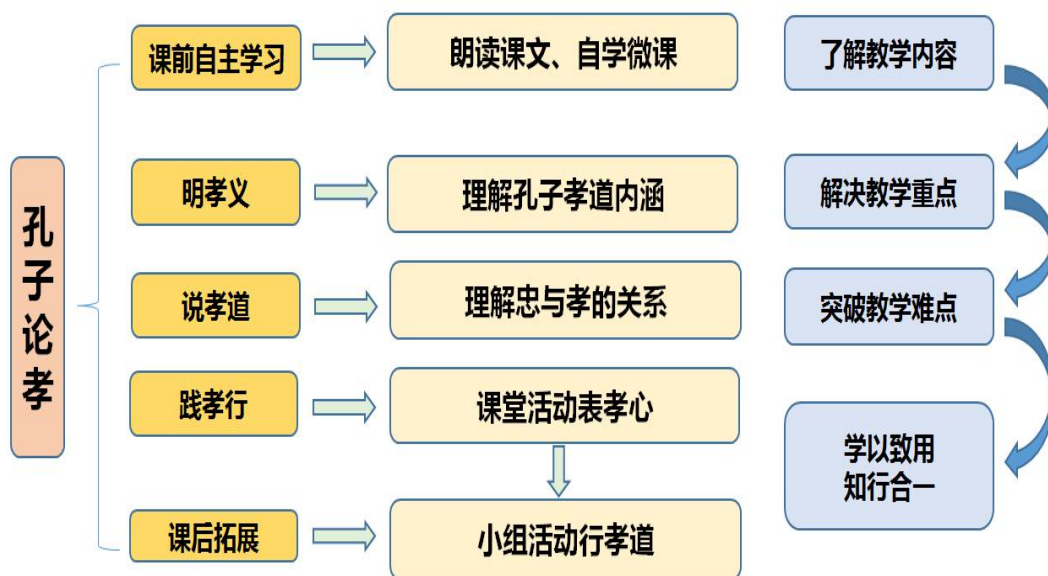 孔子论孝
课前自主学习
朗读课文、自学微课
了解教学内容
明孝义
理解孔子孝道内涵
解决教学重点
说孝道
理解忠与孝的关系
突破教学难点
践孝行
课堂活动表孝心
学以致用
知行合一
课后拓展
小组活动行孝道